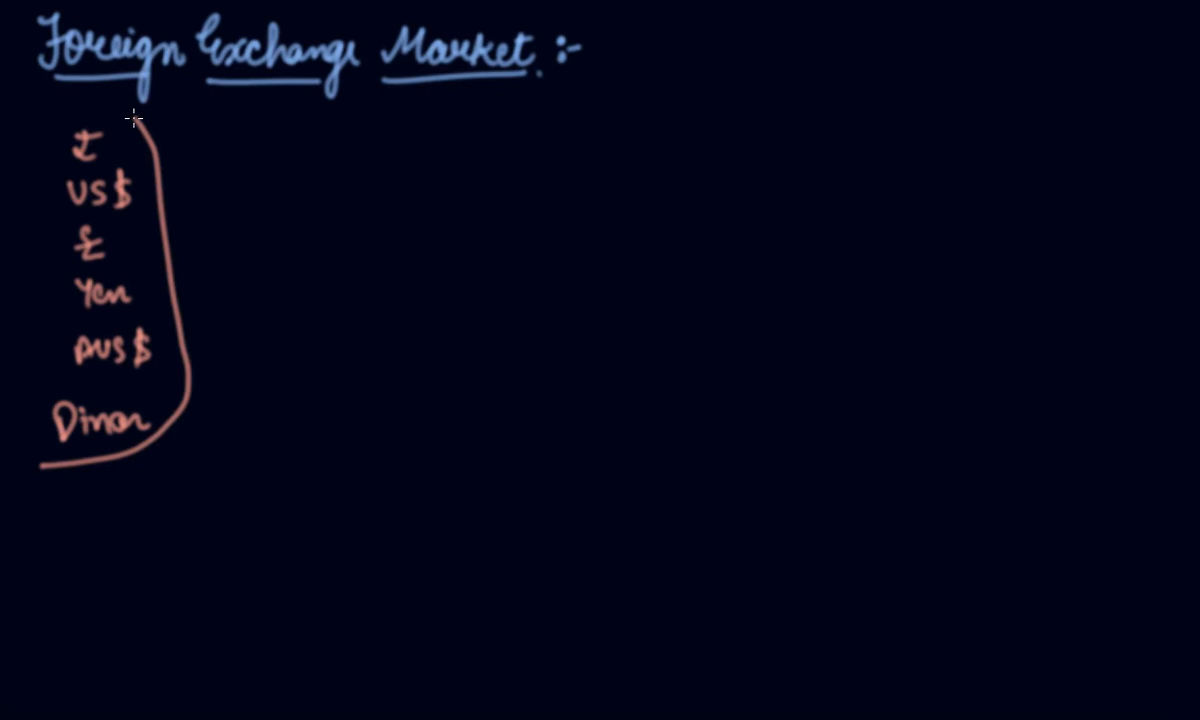 Foreign Exchange Market :-
₹
US $
£
Yen
AUS $
Dinar